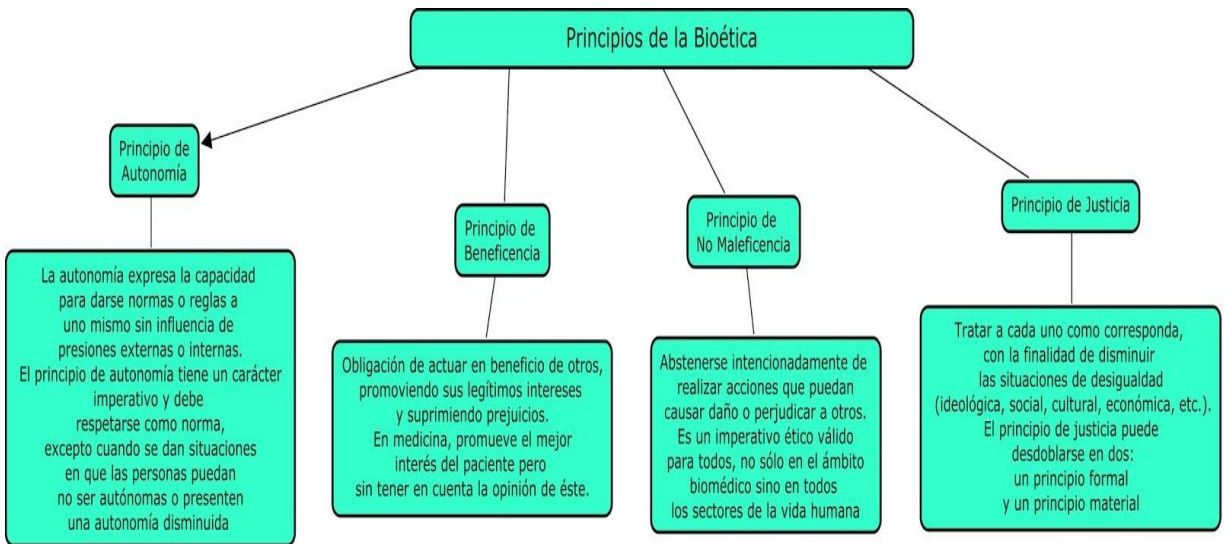 Principios de la Bioética
Principio de
Autonomía
La autonomía expresa la capacidad
para darse normas o reglas a
uno mismo sin influencia de
presiones externas o internas.
El principio de autonomía tiene un carácter
imperativo y debe
respetarse como norma,
excepto cuando se dan situaciones
en que las personas puedan
no ser autónomas o presenten
una autonomía disminuida
Principio de
Beneficencia
Obligación de actuar en beneficio de otros,
promoviendo sus legítimos intereses
y suprimiendo prejuicios.
En medicina, promueve el mejor
interés del paciente pero
sin tener en cuenta la opinión de éste.
Principio de
No Maleficencia
Abstenerse intencionadamente de
realizar acciones que puedan
causar daño o perjudicar a otros.
Es un imperativo ético válido
para todos, no sólo en el ámbito
biomédico sino en todos
los sectores de la vida humana
Principio de Justicia
Tratar a cada uno como corresponda,
con la finalidad de disminuir
las situaciones de desigualdad
(ideológica, social, cultural, económica, etc.).
El principio de justicia puede
desdoblarse en dos:
un principio formal
y un principio material